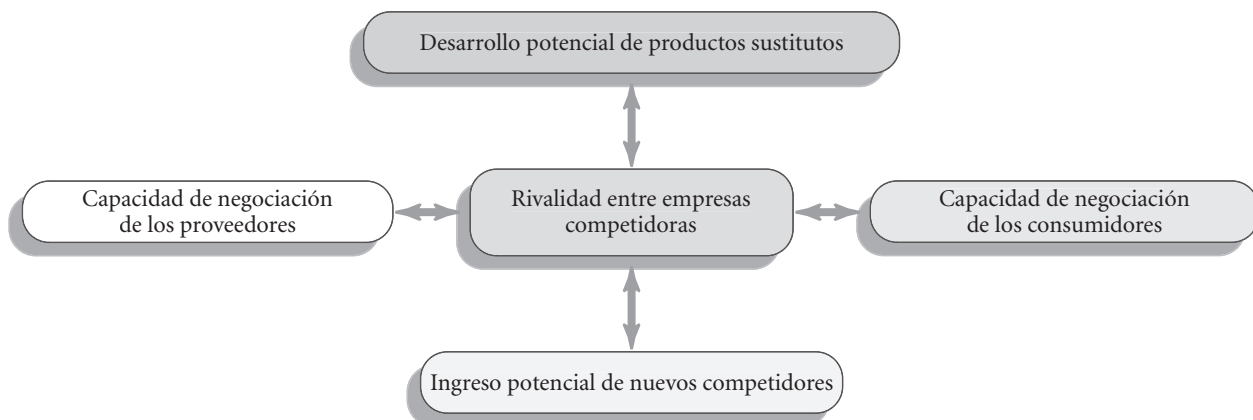 Desarrollo potencial de productos sustitutos
Capacidad de negociación
de los proveedores
Rivalidad entre empresas
competidoras
Capacidad de negociación
de los consumidores
Ingreso potencial de nuevos competidores